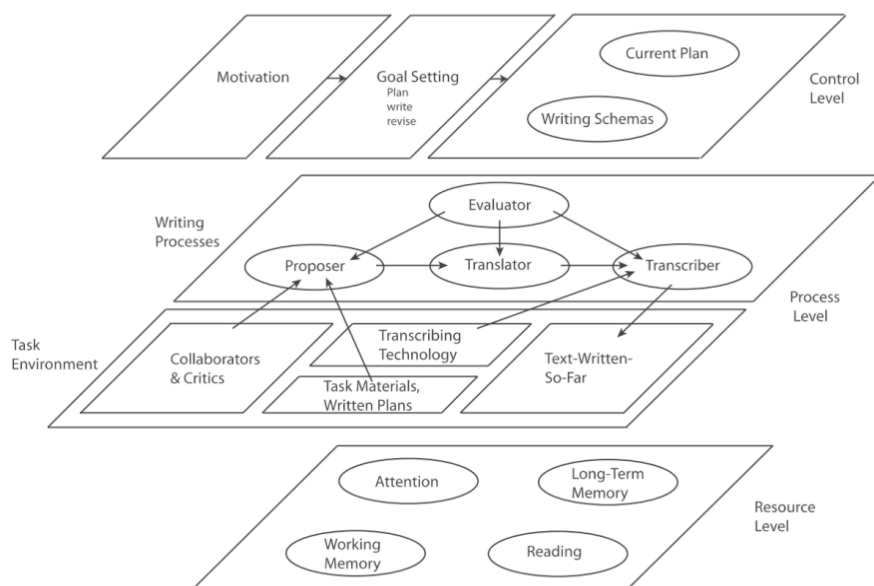 Motivation
Goal Setting
Plan
write
revise
Current Plan
Writing Schemas
Control
Level
Writing
Processes
Evaluator
Proposer
Translator
Transcriber
Process
Level
Task
Environment
Collaborators
& Critics
Transcribing
Technology
Task Materials,
Written Plans
Text-Written-
So-Far
Attention
Long-Term
Memory
Working
Memory
Reading
Resource
Level